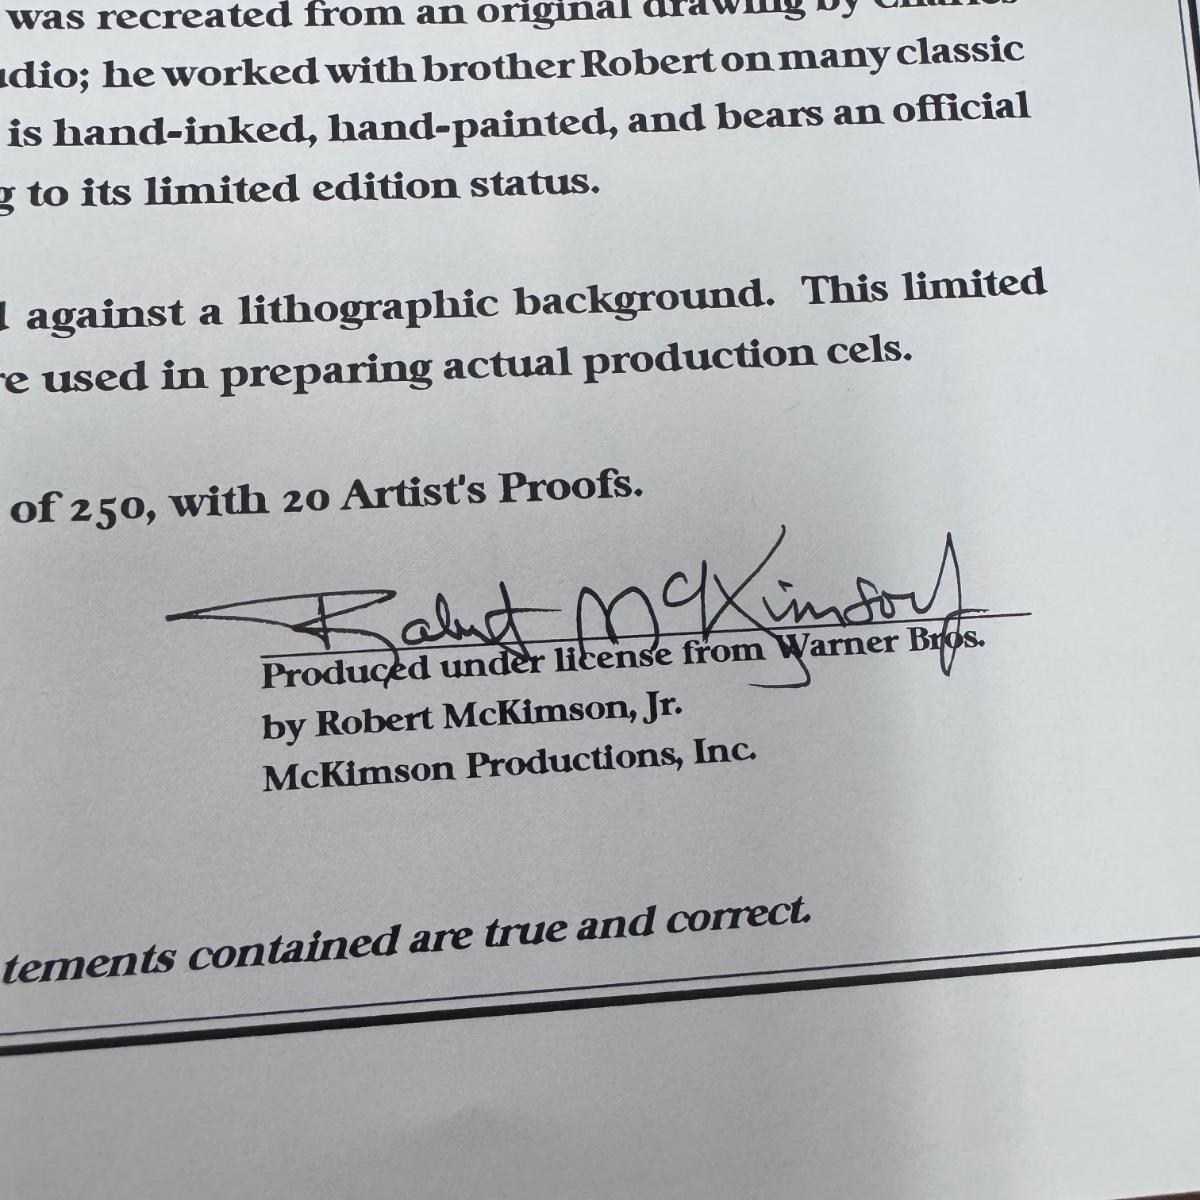 was recreated from an original drawing by Charles
udio; he worked with brother Robert on many classic
is hand-inked, hand-painted, and bears an official
g to its limited edition status.
against a lithographic background. This limited
re used in preparing actual production cels.
of 250, with 20 Artist's Proofs.
Robert McKimson Jr
Produced under license from Warner Bros.
by Robert McKimson, Jr.
McKimson Productions, Inc.
tements contained are true and correct.